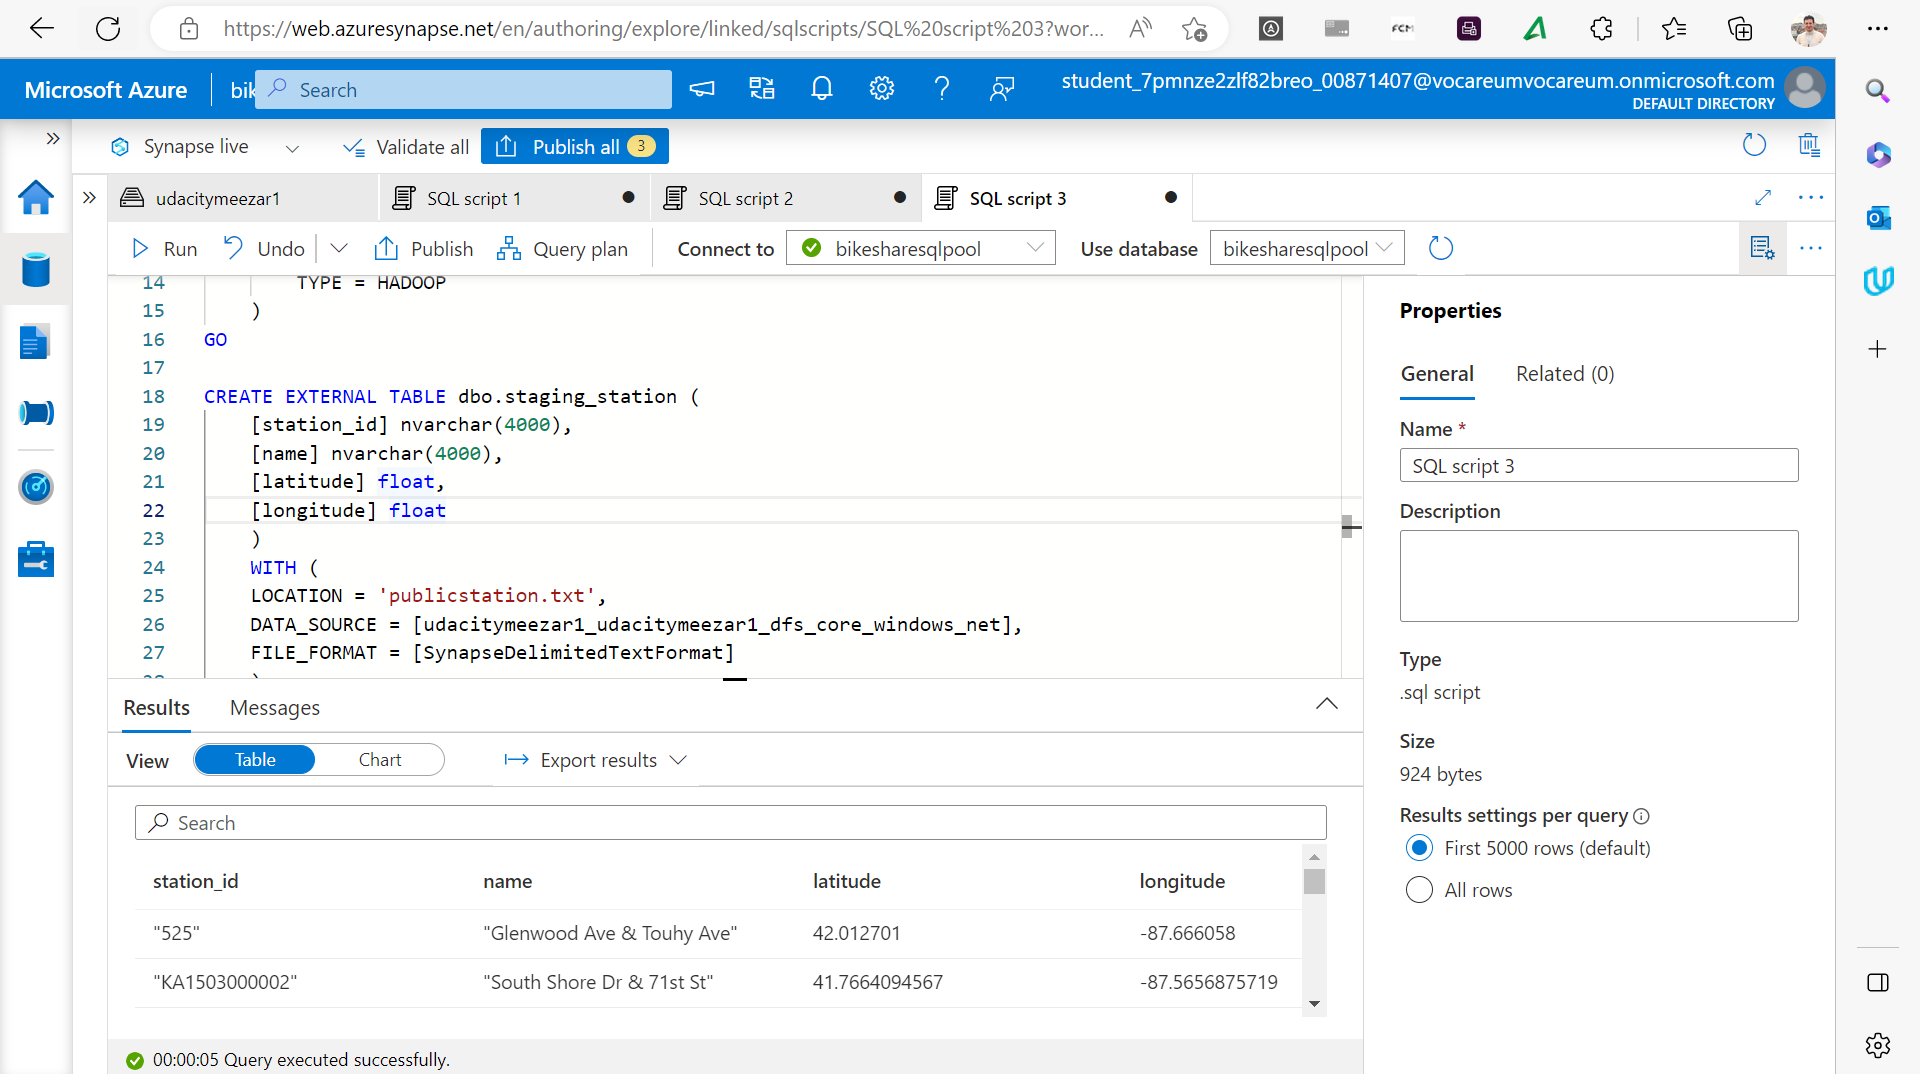 https://web.azuresynapse.net/en/authoring/explore/linked/sqlscripts/SQL%20script%203?wor...
FCM
Microsoft Azure
bik
Search
student_7pmnze2zlf82breo_00871407@vocareumvocareum.onmicrosoft.com
DEFAULT DIRECTORY
Synapse live
Validate all
Publish all 3
udacitymeezar1
SQL script 1
SQL script 2
SQL script 3
Run
Undo
Publish
Query plan
Connect to
bikesharesqlpool
Use database
bikesharesqlpool
14 TYPE = HADOOP
15 )
16 GO
17
18 CREATE EXTERNAL TABLE dbo.staging_station (
19 [station_id] nvarchar(4000),
20 [name] nvarchar(4000),
21 [latitude] float,
22 [longitude] float
23 )
24 WITH (
25 LOCATION = 'publicstation.txt',
26 DATA_SOURCE = [udacitymeezar1_udacitymeezar1_dfs_core_windows_net],
27 FILE_FORMAT = [SynapseDelimitedTextFormat]
Results
Messages
View
Table
Chart
Export results
Search
station_id name latitude longitude
"525" "Glenwood Ave & Touhy Ave" 42.012701 -87.666058
"KA1503000002" "South Shore Dr & 71st St" 41.7664094567 -87.5656875719
00:00:05 Query executed successfully.
Properties
General
Related (0)
Name *
SQL script 3
Description
Type
.sql script
Size
924 bytes
Results settings per query
First 5000 rows (default)
All rows